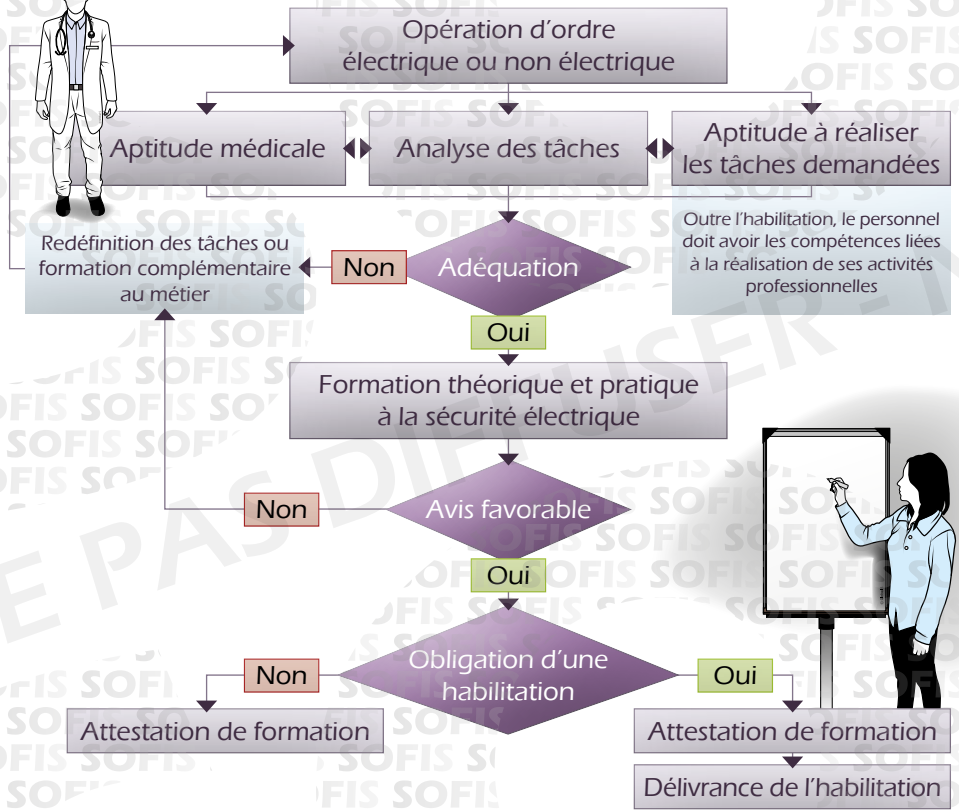 Opération d'ordre
électrique ou non électrique
Aptitude médicale
Analyse des tâches
Aptitude à réaliser
les tâches demandées
Outre l'habilitation, le personnel
doit avoir les compétences liées
à la réalisation de ses activités
professionnelles
Redéfinition des tâches ou
formation complémentaire
au métier
Non
Adéquation
Oui
Formation théorique et pratique
à la sécurité électrique
Non
Avis favorable
Oui
Obligation d'une
habilitation
Non
Oui
Attestation de formation
Attestation de formation
Délivrance de l'habilitation
SOFIS
PAS DIFFUSER -